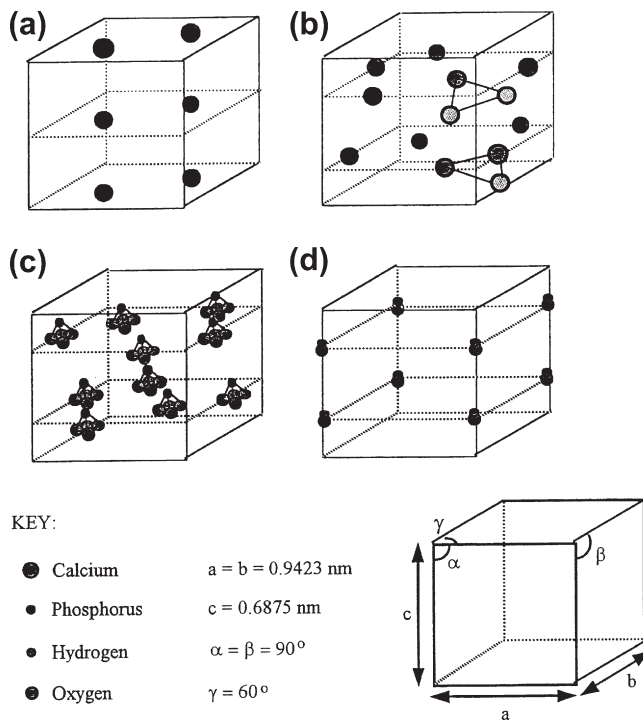 (a)
(b)
(c)
(d)
KEY:
Calcium a = b = 0.9423 nm
Phosphorus c = 0.6875 nm
Hydrogen α = β = 90°
Oxygen γ = 60°
γ
α
β
c
b
a